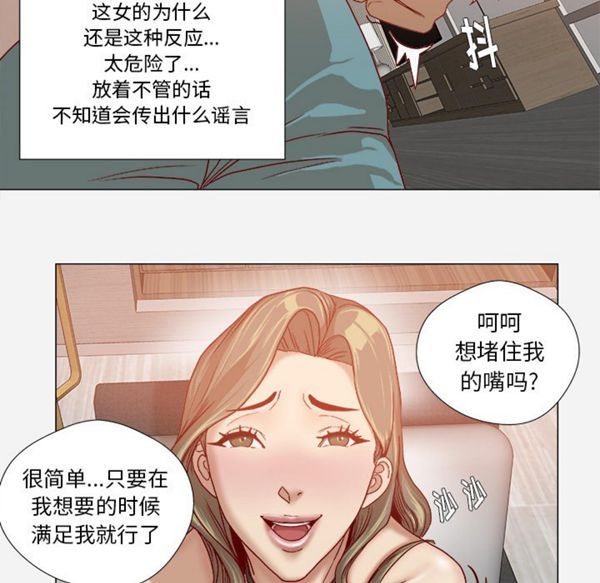 这女的为什么
还是这种反应...
太危险了...
放着不管的话
不知道会传出什么谣言
抖
呵呵
想堵住我
的嘴吗?
很简单...只要在
我想要的时候
满足我就行了
汕汕